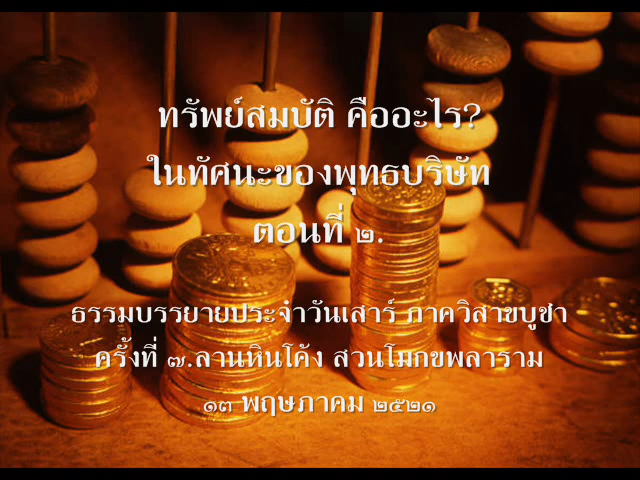 ทรัพย์สมบัติ คืออะไร?
ในทัศนะของพุทธบริษัท
ตอนที่ ๒.
ธรรมบรรยายประจำวันเสาร์ ภาควิสาขบูชา
ครั้งที่ ๗.ลานหินโค้ง สวนโมกขพลาราม
๑๓ พฤษภาคม ๒๕๒๑